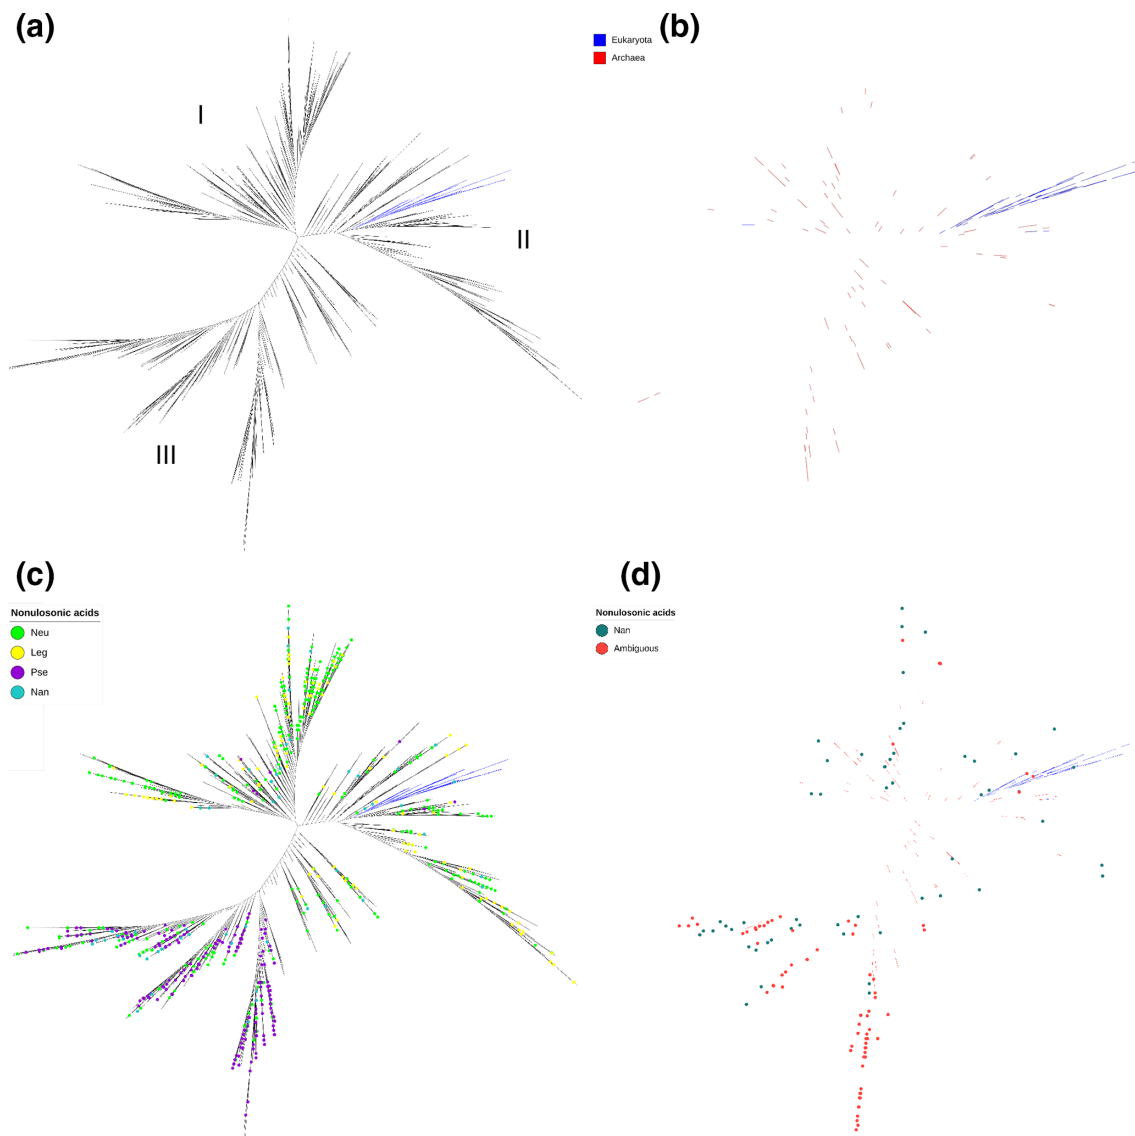 (a)
I
II
III
Eukaryota
Archaea
(b)
(c)
Nonulosonic acids
Neu
Leg
Pse
Nan
(d)
Nonulosonic acids
Nan
Ambiguous